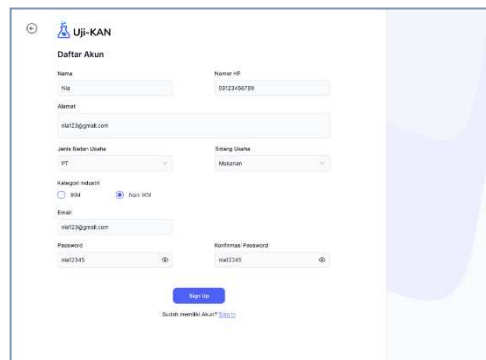 Uji-KAN
Daftar Akun
Nama
Nomor HP
Nia
08123456789
Alamat
nia123@gmail.com
Jenis Badan Usaha
Bidang Usaha
PT
Makanan
Kategori Industri
IKM
Non IKM
Email
nia123@gmail.com
Password
Konfirmasi Password
nia12345
nia12345
Sign Up
Sudah memiliki Akun? Sign In